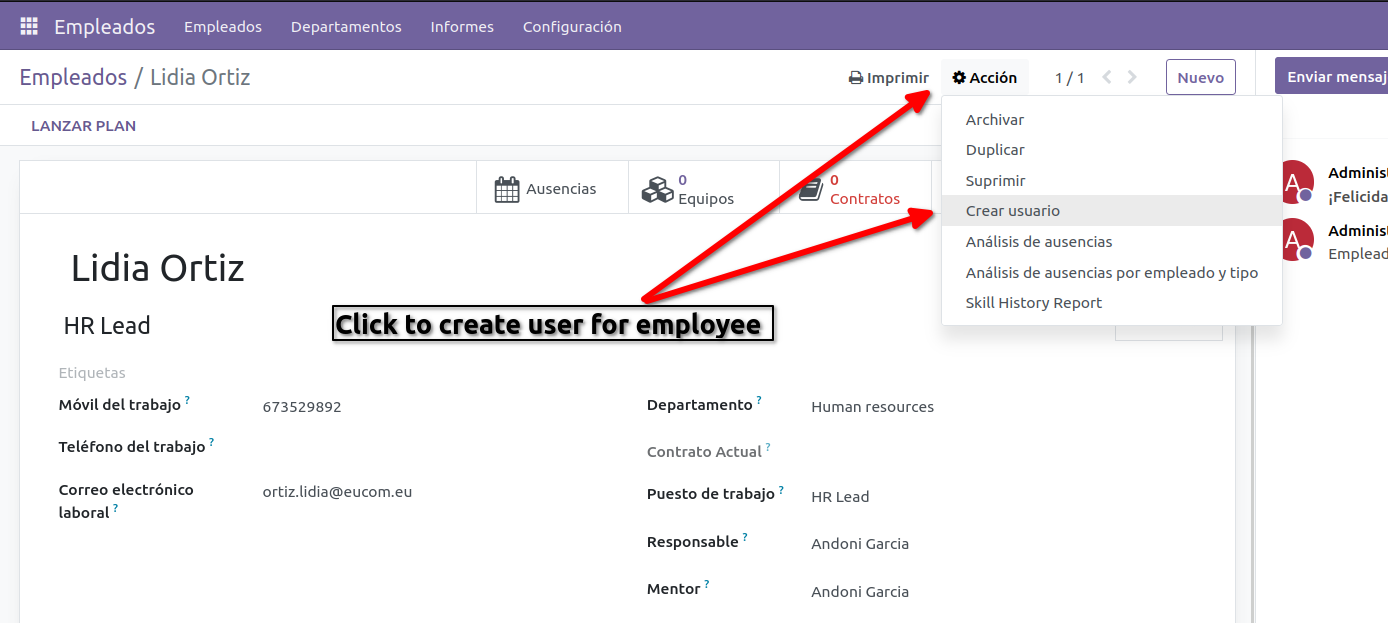 Empleados Empleados Departamentos Informes Configuración
Empleados / Lidia Ortiz Imprimir Acción 1 / 1 Nuevo Enviar mensaj
LANZAR PLAN
Archivar
Duplicar
Suprimir
Crear usuario
Análisis de ausencias
Análisis de ausencias por empleado y tipo
Skill History Report
Ausencias
0
Equipos
0
Contratos
A Adminis
¡Felicida
A Adminis
Emplead
Lidia Ortiz
HR Lead
Click to create user for employee
Etiquetas
Móvil del trabajo ? 673529892
Teléfono del trabajo ?
Correo electrónico
laboral ? ortiz.lidia@eucom.eu
Departamento ? Human resources
Contrato Actual ?
Puesto de trabajo ? HR Lead
Responsable ? Andoni Garcia
Mentor ? Andoni Garcia